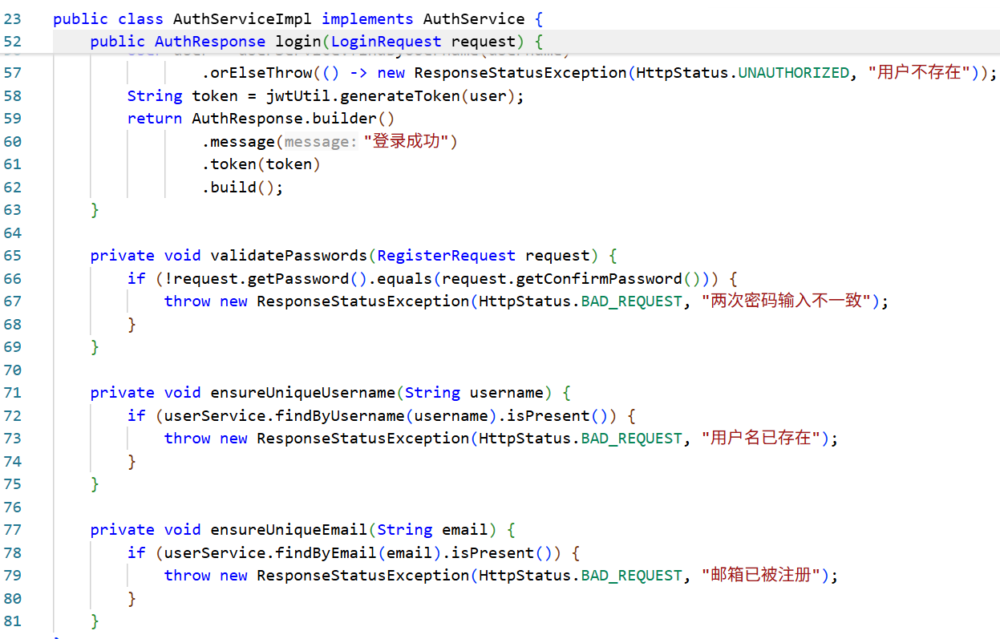 23 public class AuthServiceImpl implements AuthService {
52 public AuthResponse login(LoginRequest request) {
57 .orElseThrow(() -> new ResponseStatusException(HttpStatus.UNAUTHORIZED, "用户不存在"));
58 String token = jwtUtil.generateToken(user);
59 return AuthResponse.builder()
60 .message(message: "登录成功")
61 .token(token)
62 .build();
63 }
64
65 private void validatePasswords(RegisterRequest request) {
66 if (!request.getPassword().equals(request.getConfirmPassword())) {
67 throw new ResponseStatusException(HttpStatus.BAD_REQUEST, "两次密码输入不一致");
68 }
69 }
70
71 private void ensureUniqueUsername(String username) {
72 if (userService.findByUsername(username).isPresent()) {
73 throw new ResponseStatusException(HttpStatus.BAD_REQUEST, "用户名已存在");
74 }
75 }
76
77 private void ensureUniqueEmail(String email) {
78 if (userService.findByEmail(email).isPresent()) {
79 throw new ResponseStatusException(HttpStatus.BAD_REQUEST, "邮箱已被注册");
80 }
81 }